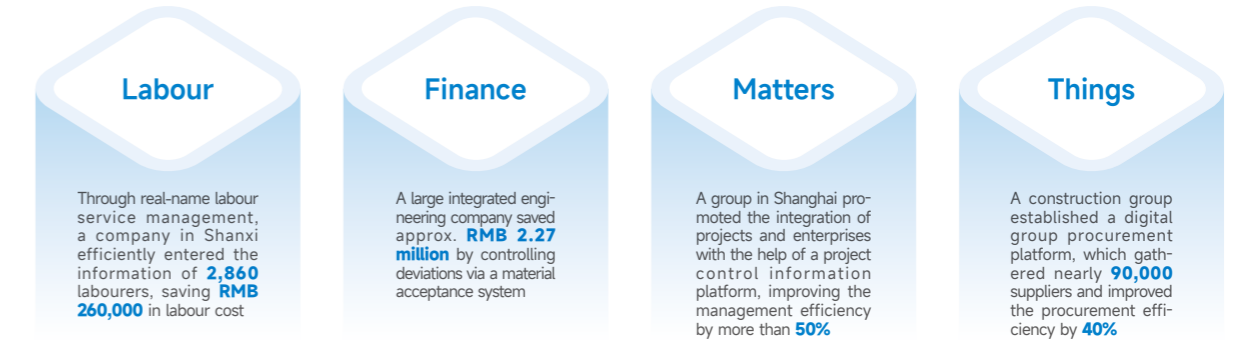 Labour
Through real-name labour
service management,
a company in Shanxi
efficiently entered the
information of 2,860
labourers, saving RMB
260,000 in labour cost
Finance
A large integrated engi-
neering company saved
approx. RMB 2.27
million by controlling
deviations via a material
acceptance system
Matters
A group in Shanghai pro-
moted the integration of
projects and enterprises
with the help of a project
control information
platform, improving the
management efficiency
by more than 50%
Things
A construction group
established a digital
group procurement
platform, which gath-
ered nearly 90,000
suppliers and improved
the procurement effi-
ciency by 40%